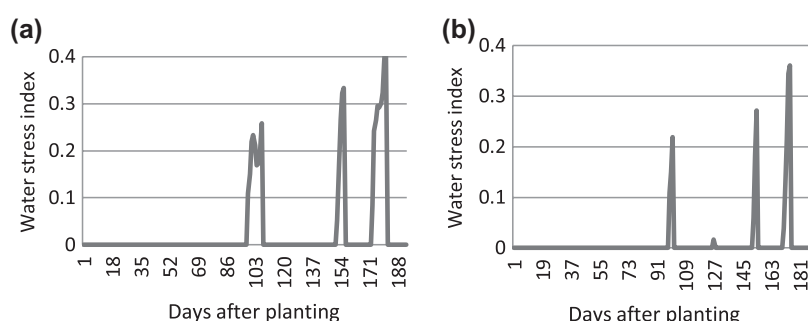 (a)
Water stress index
0.4
0.3
0.2
0.1
0
1 18 35 52 69 86 103 120 137 154 171 188
Days after planting
(b)
Water stress index
0.4
0.3
0.2
0.1
0
1 19 37 55 73 91 109 127 145 163 181
Days after planting